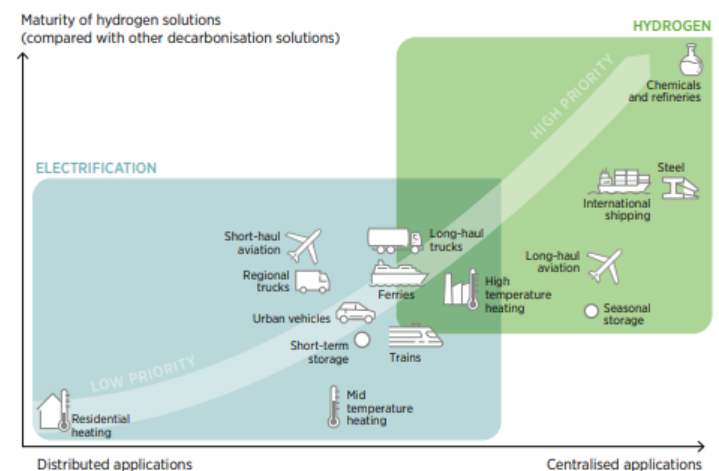 Maturity of hydrogen solutions
(compared with other decarbonisation solutions)
HYDROGEN
Chemicals
and refineries
HIGH PRIORITY
ELECTRIFICATION
Steel
International
shipping
Short-haul
aviation
Long-haul
trucks
Long-haul
aviation
Regional
trucks
Ferries
High
temperature
heating
Urban vehicles
Seasonal
storage
Short-term
storage
Trains
LOW PRIORITY
Mid
temperature
heating
Residential
heating
Distributed applications
Centralised applications